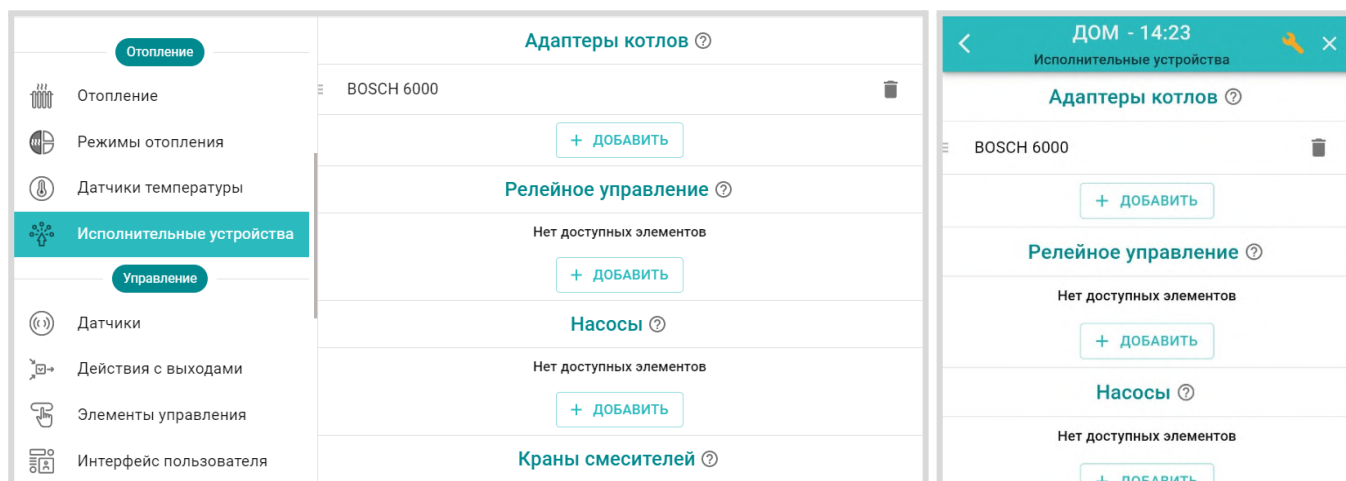 Отопление
Отопление
Режимы отопления
Датчики температуры
Исполнительные устройства
Управление
Датчики
Действия с выходами
Элементы управления
Интерфейс пользователя
Адаптеры котлов
BOSCH 6000
+ ДОБАВИТЬ
Релейное управление
Нет доступных элементов
+ ДОБАВИТЬ
Насосы
Нет доступных элементов
+ ДОБАВИТЬ
Краны смесителей
ДОМ - 14:23
Исполнительные устройства
Адаптеры котлов
BOSCH 6000
+ ДОБАВИТЬ
Релейное управление
Нет доступных элементов
+ ДОБАВИТЬ
Насосы
Нет доступных элементов
+ ДОБАВИТЬ